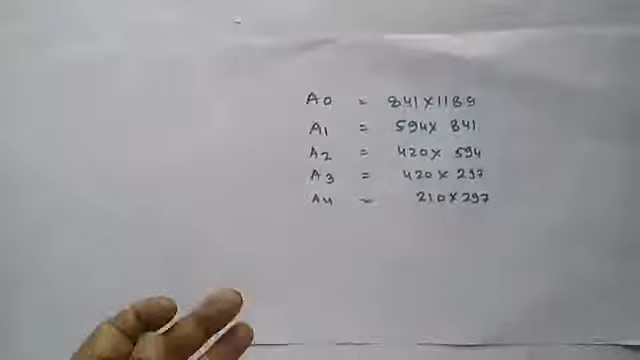 A0 = 841×1189
A1 = 594× 841
A2 = 420× 594
A3 = 420×297
A4 = 210×297